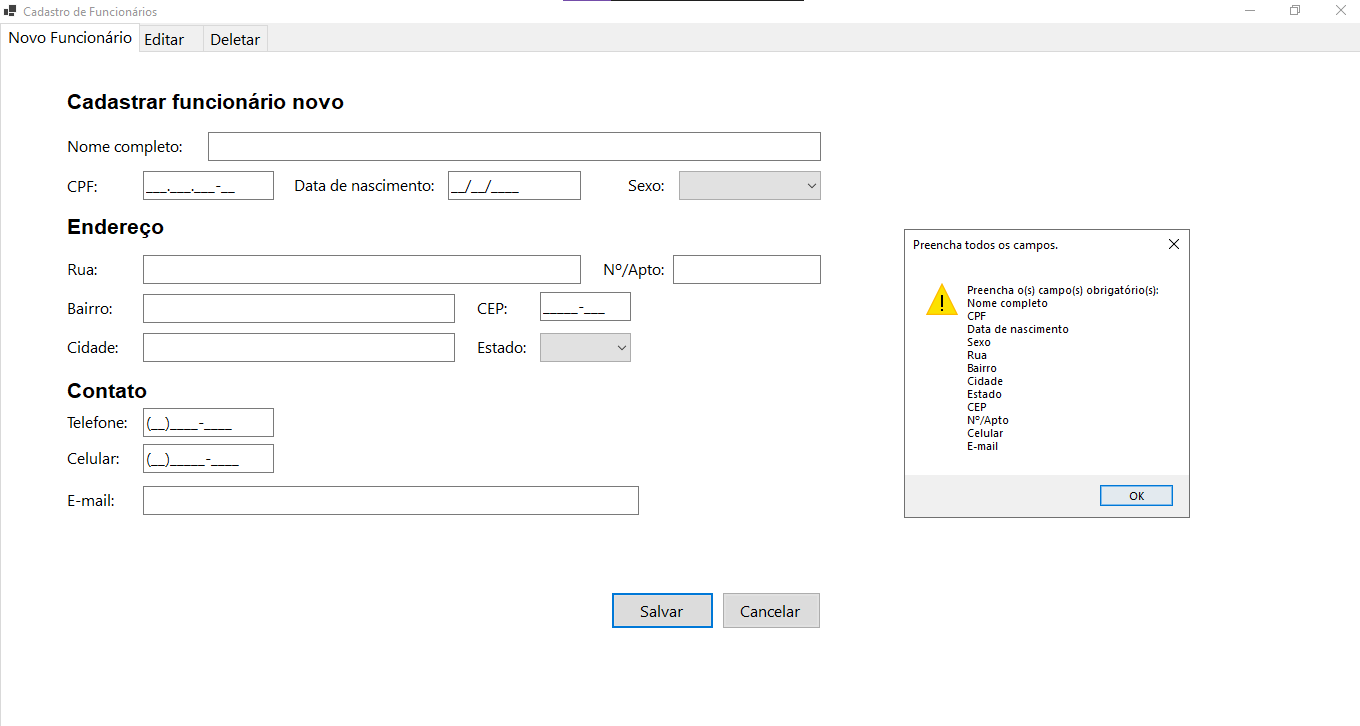 Cadastro de Funcionários
Novo Funcionário Editar Deletar
Cadastrar funcionário novo
Nome completo:
CPF: ___.___.___-__ Data de nascimento: __/__/____ Sexo:
Endereço
Rua: Nº/Apto:
Bairro: CEP: _____-___
Cidade: Estado:
Contato
Telefone: (__)____-____
Celular: (__)_____-____
E-mail:
Salvar Cancelar
Preencha todos os campos.
Preencha o(s) campo(s) obrigatório(s):
Nome completo
CPF
Data de nascimento
Sexo
Rua
Bairro
Cidade
Estado
CEP
Nº/Apto
Celular
E-mail
OK